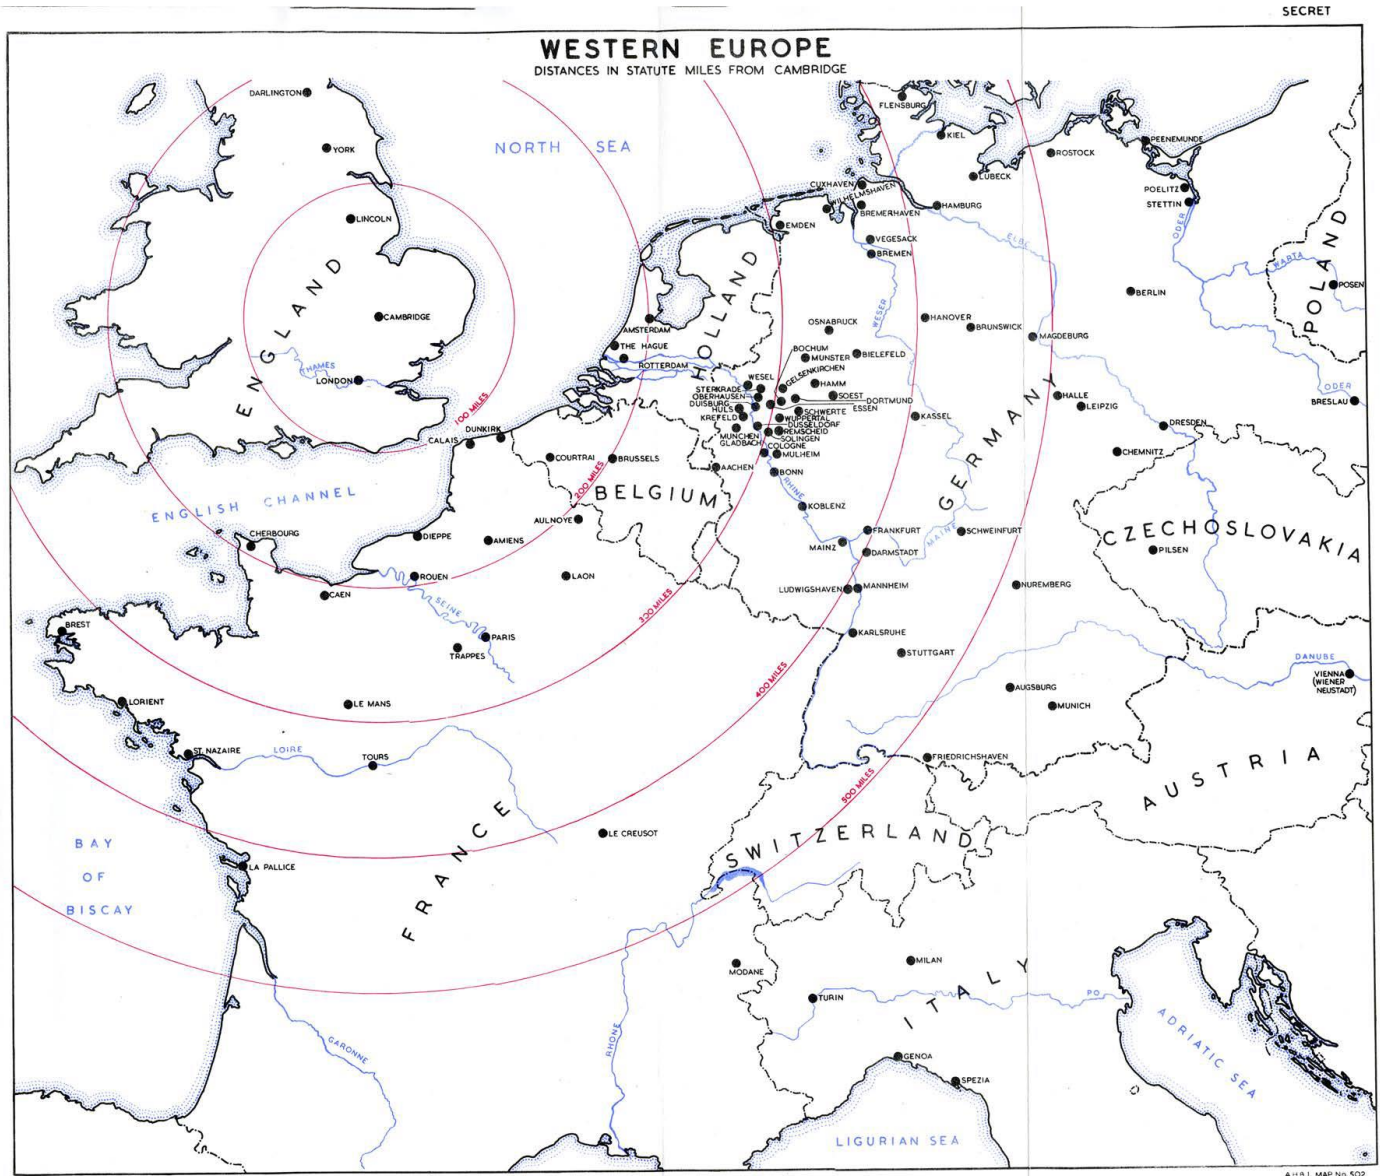 SECRET
WESTERN EUROPE
DISTANCES IN STATUTE MILES FROM CAMBRIDGE
DARLINGTON
FLENSBURG
NORTH SEA
KIEL
PEENEMUNDE
YORK
ROSTOCK
LUBECK
CUXHAVEN
POELITZ
WILHELMSHAVEN
STETTIN
HAMBURG
BREMERHAVEN
LINCOLN
EMDEN
ODER
ELBE
VEGESACK
BREMEN
WARTA
POLAND
POSEN
BERLIN
ENGLAND
HOLLAND
WESER
CAMBRIDGE
HANOVER
BRUNSWICK
OSNABRUCK
AMSTERDAM
MAGDEBURG
THE HAGUE
BOCHUM
MUNSTER
BIELEFELD
ROTTERDAM
GELSENKIRCHEN
THAMES
LONDON
WESEL
HAMM
STERKRADE
OBERHAUSEN
SOEST
DUISBURG
DORTMUND
HULS
ESSEN
SCHWERTE
KREFELD
WUPPERTAL
DUSSELDORF
REMSCHEID
MUNCHEN
GLADBACH
SOLINGEN
COLOGNE
MULHEIM
KASSEL
HALLE
LEIPZIG
ODER
BRESLAU
DRESDEN
CHEMNITZ
GERMANY
100 MILES
DUNKIRK
CALAIS
COURTRAI
BRUSSELS
AACHEN
BONN
200 MILES
BELGIUM
RHINE
KOBLENZ
ENGLISH CHANNEL
AULNOYE
CHERBOURG
DIEPPE
AMIENS
FRANKFURT
MAINE
SCHWEINFURT
MAINZ
DARMSTADT
CZECHOSLOVAKIA
PILSEN
ROUEN
LAON
LUDWIGSHAVEN
MANNHEIM
NUREMBERG
CAEN
SEINE
300 MILES
BREST
PARIS
TRAPPES
KARLSRUHE
STUTTGART
DANUBE
VIENNA
(WIENER
NEUSTADT)
400 MILES
AUGSBURG
MUNICH
LORIENT
LE MANS
ST. NAZAIRE
LOIRE
TOURS
FRIEDRICHSHAVEN
AUSTRIA
500 MILES
FRANCE
LE CREUSOT
SWITZERLAND
BAY
OF
BISCAY
LA PALLICE
MODANE
MILAN
TURIN
ITALY
PO
ADRIATIC SEA
GARONNE
RHONE
GENOA
SPEZIA
LIGURIAN SEA
A.H.B.1. MAP No. 502